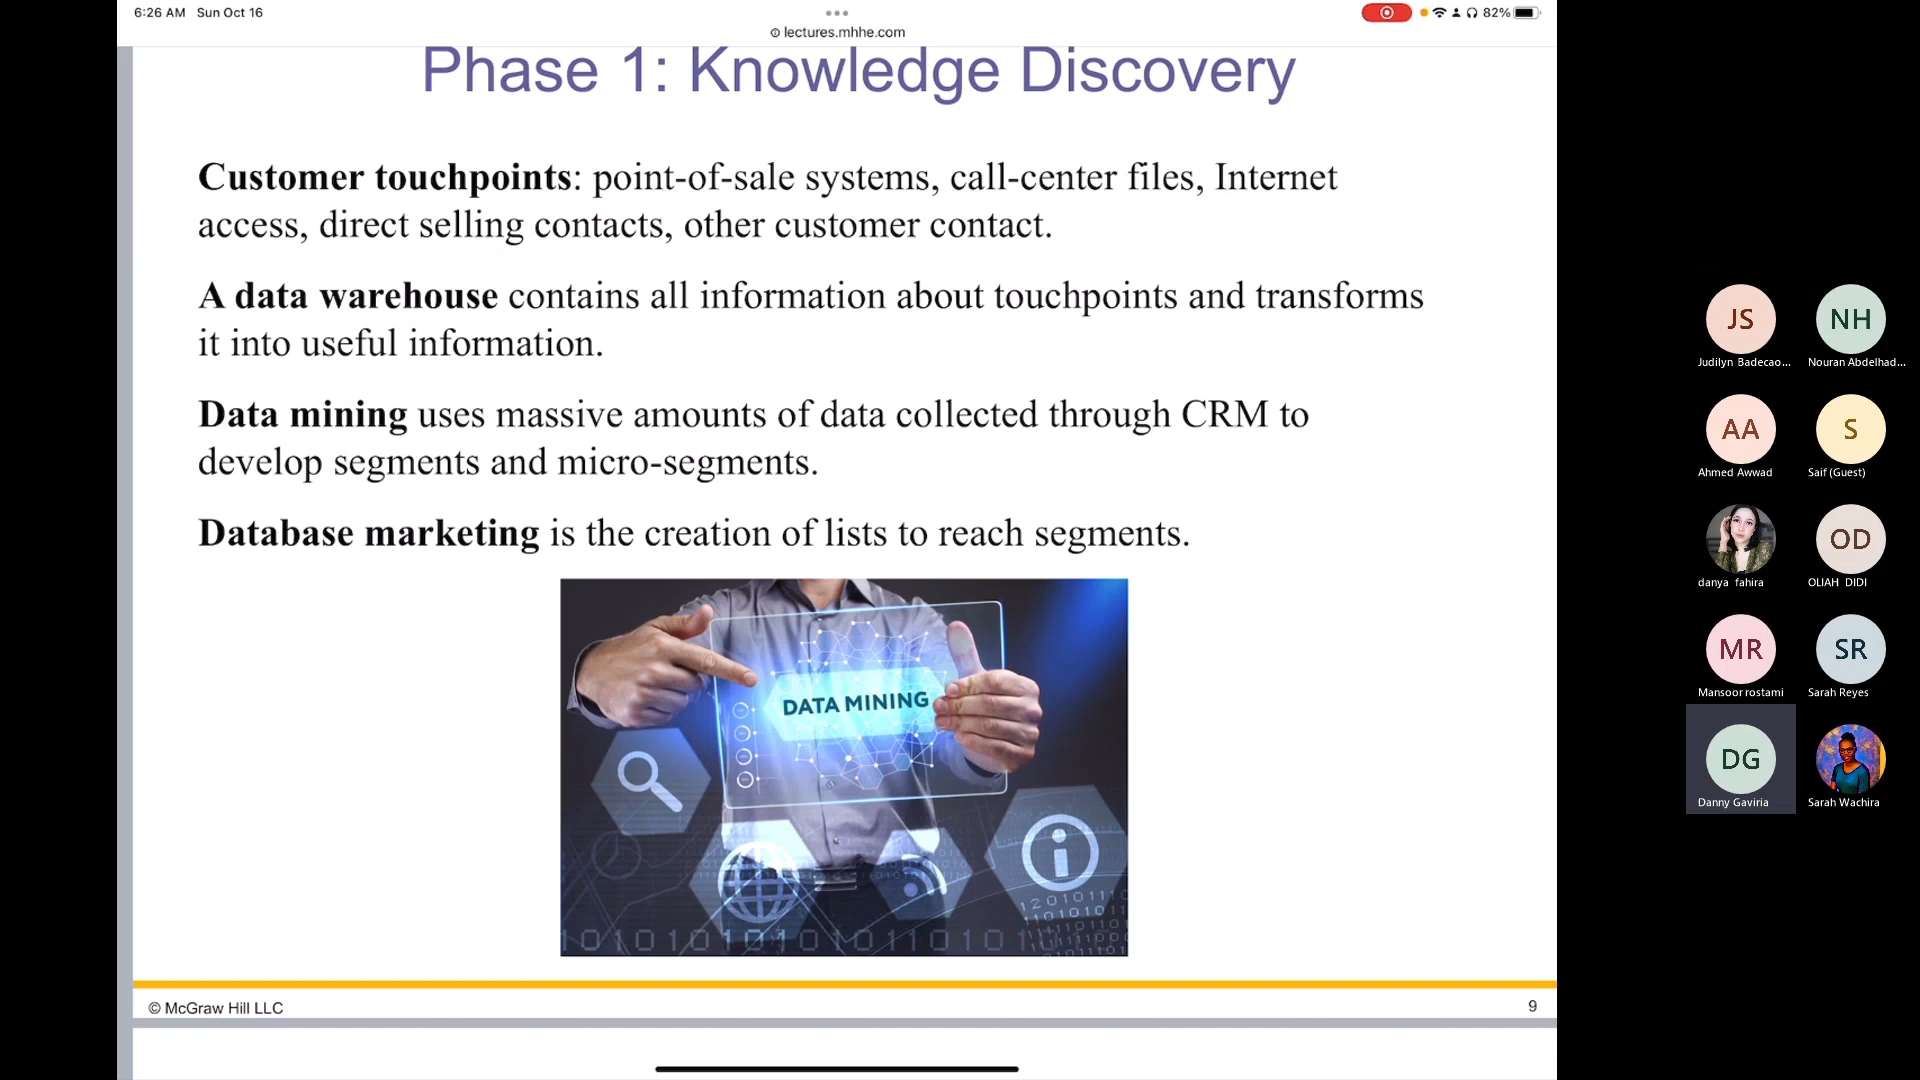 6:26 AM Sun Oct 16
82%
lectures.mhhe.com
Phase 1: Knowledge Discovery
Customer touchpoints: point-of-sale systems, call-center files, Internet
access, direct selling contacts, other customer contact.
A data warehouse contains all information about touchpoints and transforms
it into useful information.
Data mining uses massive amounts of data collected through CRM to
develop segments and micro-segments.
Database marketing is the creation of lists to reach segments.
DATA MINING
© McGraw Hill LLC
9
JS
NH
Judilyn Badecao...
Nouran Abdelhad...
AA
S
Ahmed Awwad
Saif (Guest)
OD
danya fahira
OLIAH DIDI
MR
SR
Mansoor rostami
Sarah Reyes
DG
Danny Gaviria
Sarah Wachira